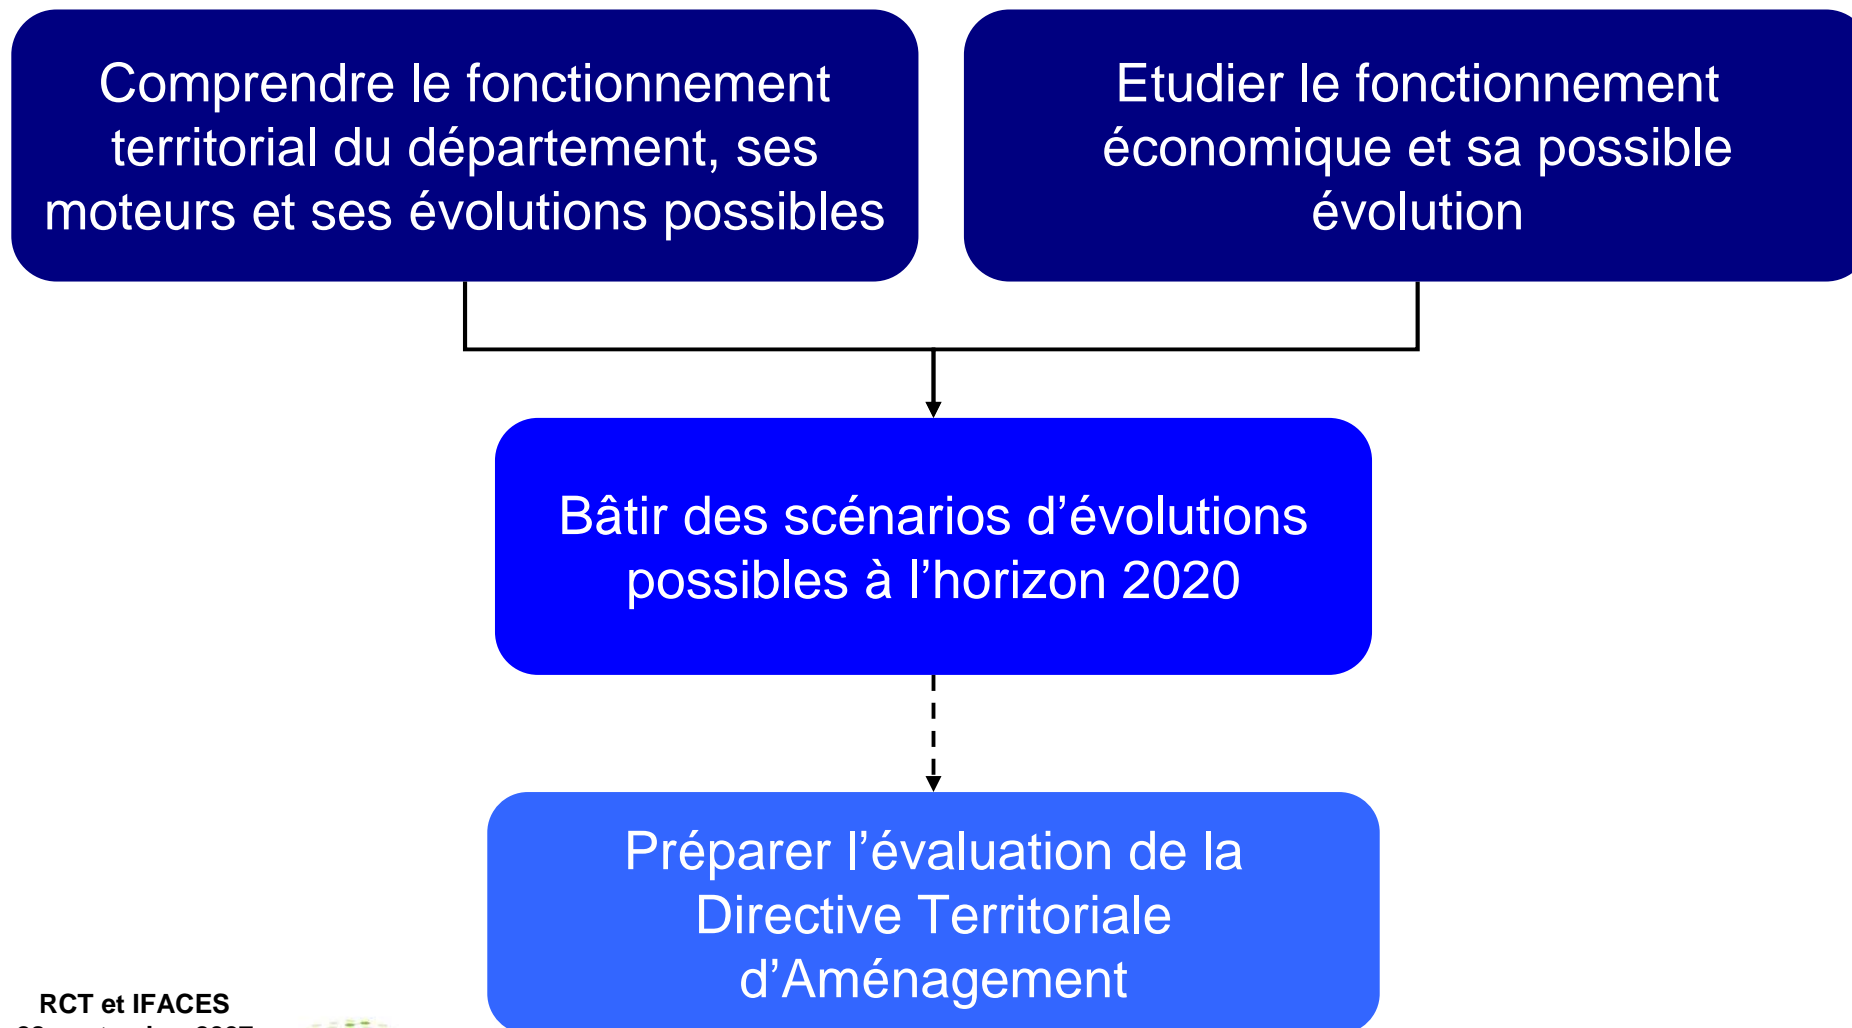 Comprendre le fonctionnement
territorial du département, ses
moteurs et ses évolutions possibles
Etudier le fonctionnement
économique et sa possible
évolution
Bâtir des scénarios d’évolutions
possibles à l’horizon 2020
Préparer l’évaluation de la
Directive Territoriale
d’Aménagement
RCT et IFACES